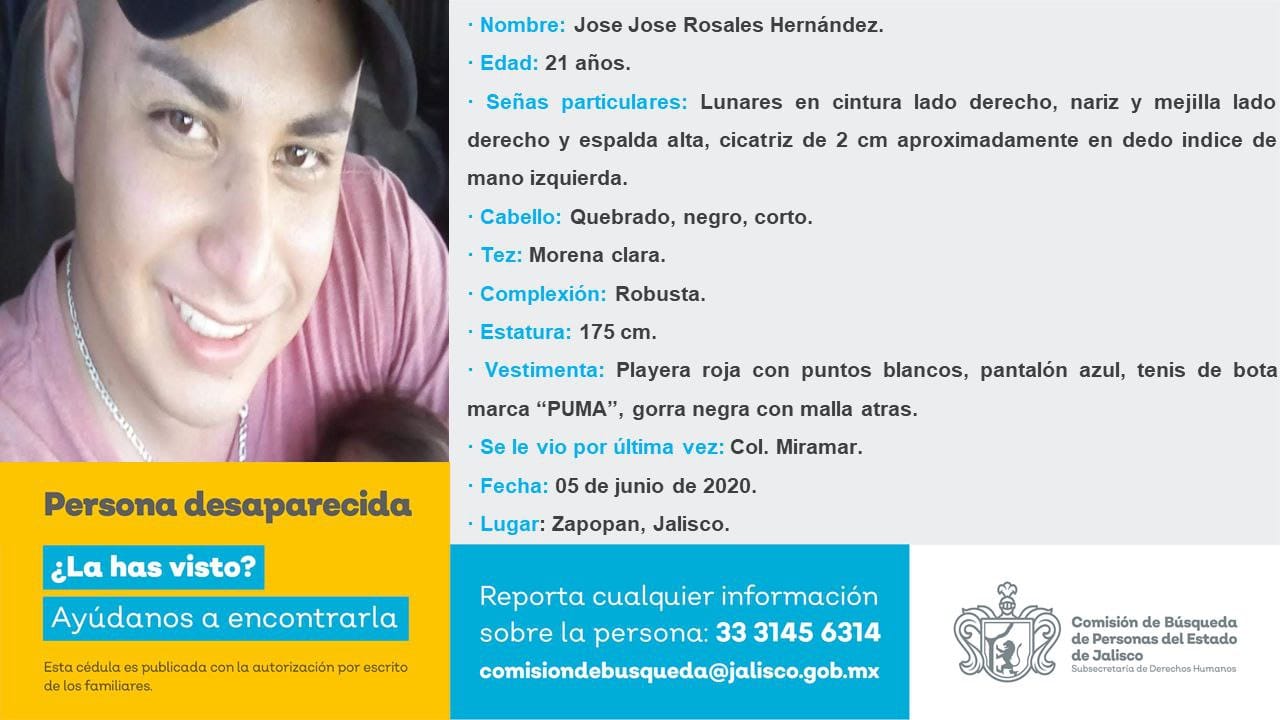 · Nombre: Jose Jose Rosales Hernández.
· Edad: 21 años.
· Señas particulares: Lunares en cintura lado derecho, nariz y mejilla lado
derecho y espalda alta, cicatriz de 2 cm aproximadamente en dedo indice de
mano izquierda.
· Cabello: Quebrado, negro, corto.
· Tez: Morena clara.
· Complexión: Robusta.
· Estatura: 175 cm.
· Vestimenta: Playera roja con puntos blancos, pantalón azul, tenis de bota
marca “PUMA”, gorra negra con malla atras.
· Se le vio por última vez: Col. Miramar.
· Fecha: 05 de junio de 2020.
· Lugar: Zapopan, Jalisco.
Persona desaparecida
¿La has visto?
Ayúdanos a encontrarla
Esta cédula es publicada con la autorización por escrito
de los familiares.
Reporta cualquier información
sobre la persona: 33 3145 6314
comisiondebusqueda@jalisco.gob.mx
Comisión de Búsqueda
de Personas del Estado
de Jalisco
Subsecretaría de Derechos Humanos